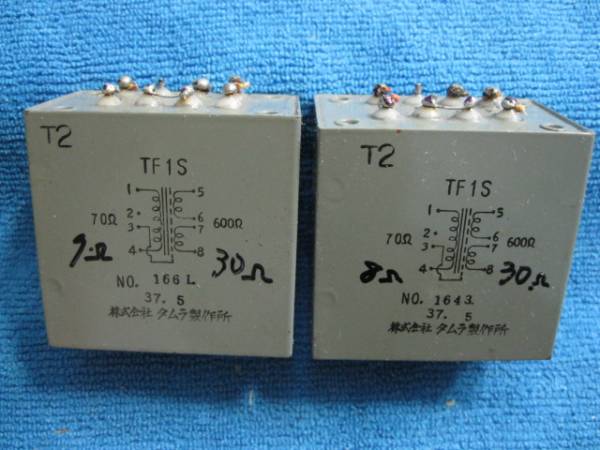 T2
TF1S
1 5
2 6
70Ω 600Ω
3 7
4 8
9Ω 30Ω
NO. 166L
37.5
株式会社 タムラ製作所
T2
TF1S
1 5
2 6
70Ω 600Ω
3 7
4 8
8Ω 30Ω
NO. 1643
37.5
株式会社 タムラ製作所